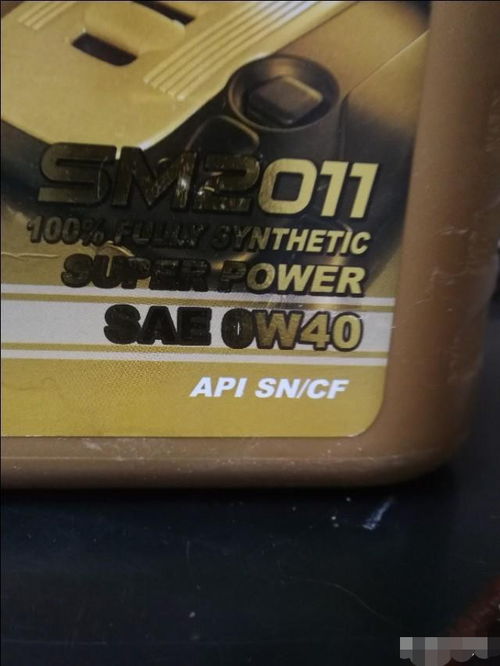 SM2011
100% FULLY SYNTHETIC
SUPER POWER
SAE 0W40
API SN/CF